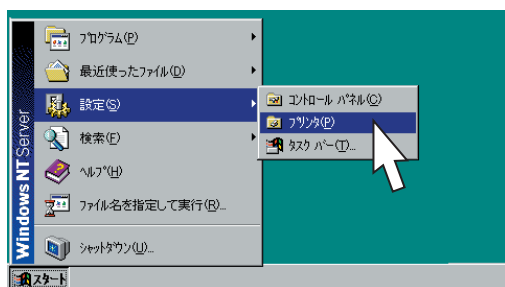 ﾌﾟﾛｸﾞﾗﾑ(P)
最近使ったﾌｧｲﾙ(D)
設定(S)
検索(F)
ﾍﾙﾌﾟ(H)
ﾌｧｲﾙ名を指定して実行(R)...
ｼｬｯﾄﾀﾞｳﾝ(U)...
Windows NT Server
ｺﾝﾄﾛｰﾙ ﾊﾟﾈﾙ(C)
ﾌﾟﾘﾝﾀ(P)
ﾀｽｸ ﾊﾞｰ(T)...
スタート